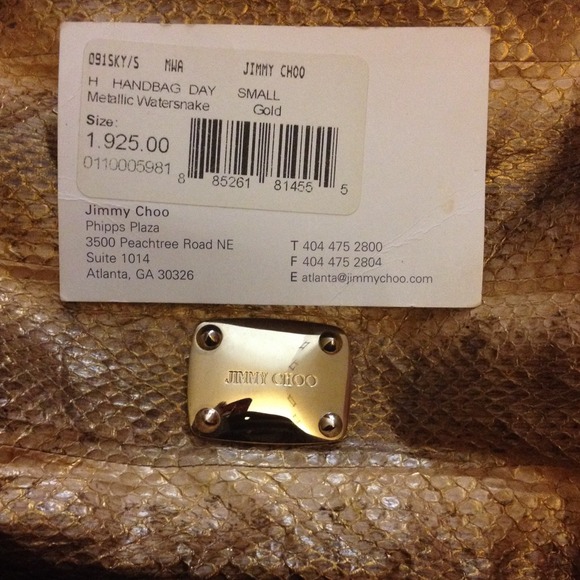 091SKY/S MWA JIMMY CHOO
H HANDBAG DAY SMALL
Metallic Watersnake Gold
Size:
1.925.00
0110005981
8 85261 81455 5
Jimmy Choo
Phipps Plaza
3500 Peachtree Road NE
Suite 1014
Atlanta, GA 30326
T 404 475 2800
F 404 475 2804
E atlanta@jimmychoo.com
JIMMY CHOO